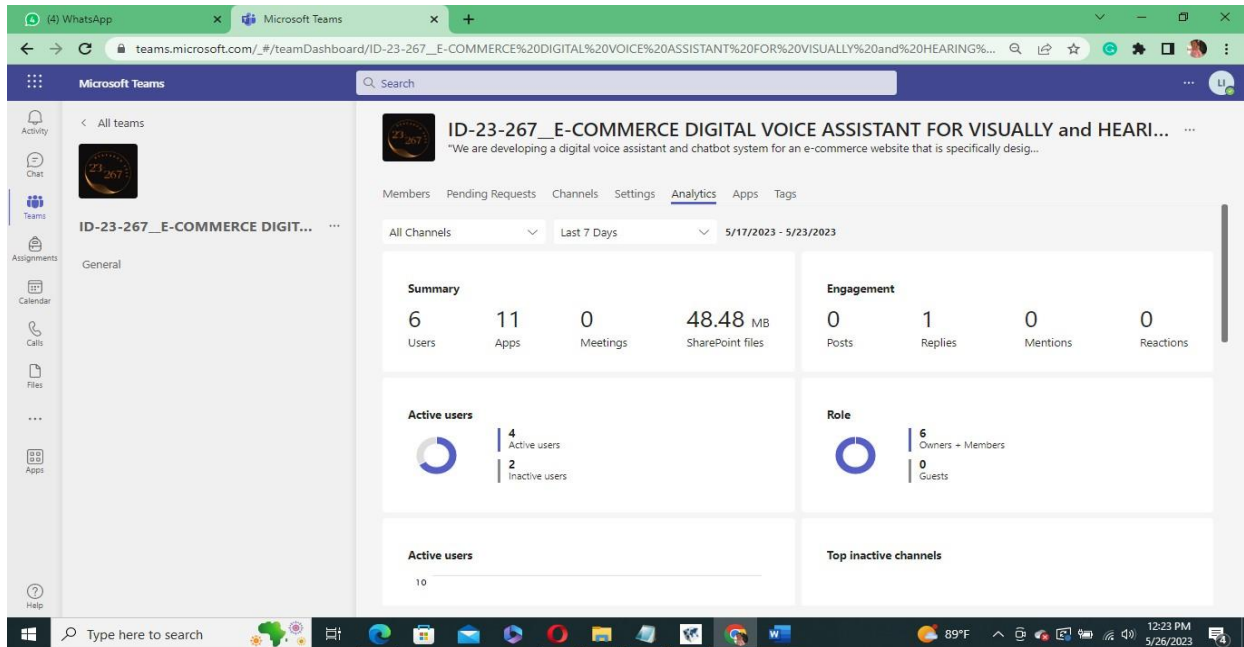 (4) WhatsApp
Microsoft Teams
teams.microsoft.com/_#/teamDashboard/ID-23-267__E-COMMERCE%20DIGITAL%20VOICE%20ASSISTANT%20FOR%20VISUALLY%20and%20HEARING%...
Microsoft Teams
Search
LI
Activity
Chat
Teams
Assignments
Calendar
Calls
Files
Apps
Help
All teams
23_267
ID-23-267__E-COMMERCE DIGIT...
General
23_267
ID-23-267__E-COMMERCE DIGITAL VOICE ASSISTANT FOR VISUALLY and HEARI...
"We are developing a digital voice assistant and chatbot system for an e-commerce website that is specifically desig...
Members Pending Requests Channels Settings Analytics Apps Tags
All Channels Last 7 Days 5/17/2023 - 5/23/2023
Summary
6 11 0 48.48 MB
Users Apps Meetings SharePoint files
Engagement
0 1 0 0
Posts Replies Mentions Reactions
Active users
4
Active users
2
Inactive users
Role
6
Owners + Members
0
Guests
Active users
10
Top inactive channels
Type here to search
89°F
12:23 PM
5/26/2023
4